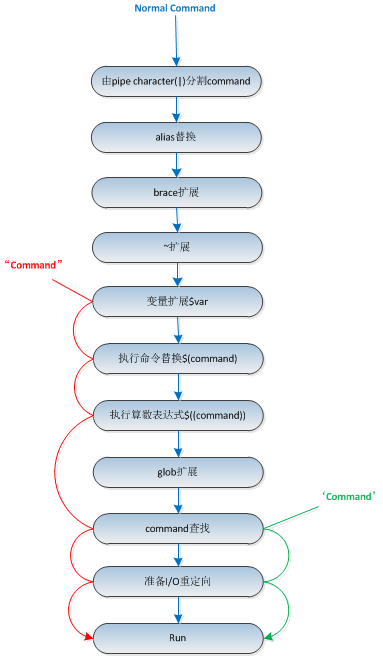 Normal Command
由pipe character(|)分割command
alias替换
brace扩展
~扩展
“Command”
变量扩展$var
执行命令替换$(command)
执行算数表达式$((command))
glob扩展
‘Command’
command查找
准备I/O重定向
Run